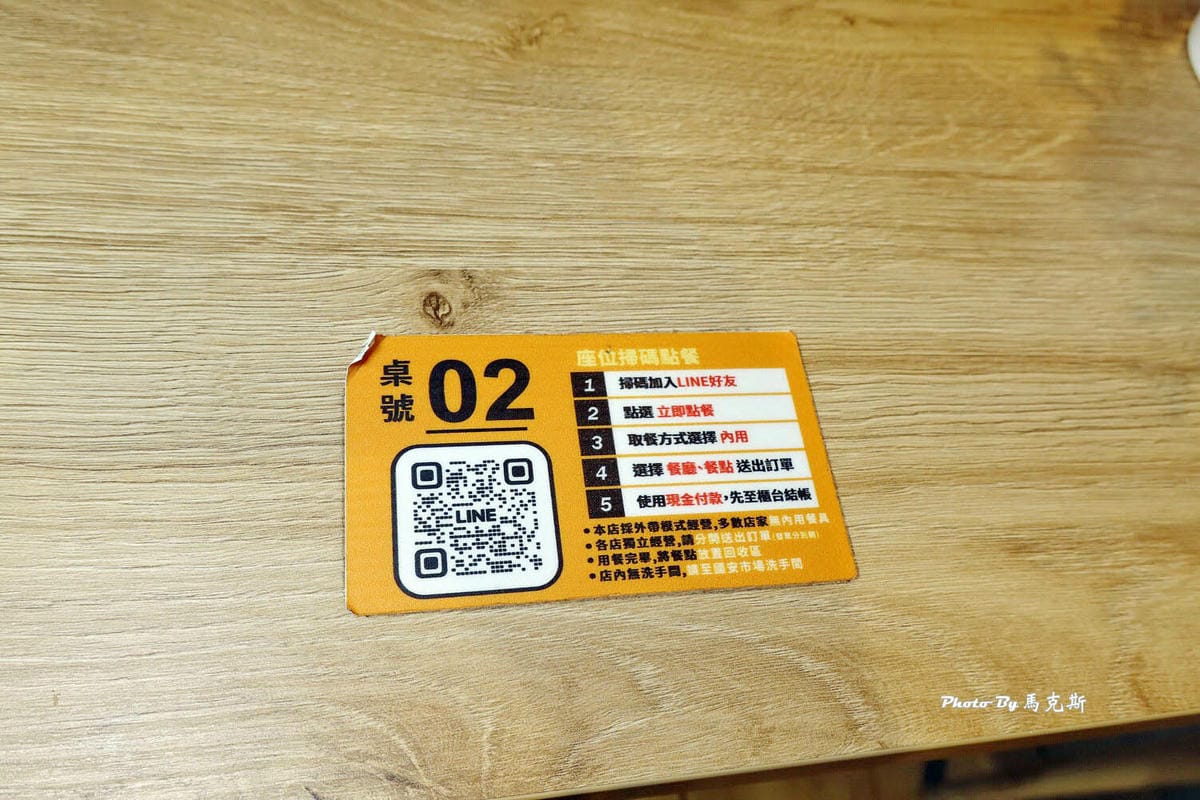 桌號 02
LINE
座位掃碼點餐
1 掃碼加入LINE好友
2 點選 立即點餐
3 取餐方式選擇 內用
4 選擇 餐廳、餐點 送出訂單
5 使用現金付款,先至櫃台結帳
•本店採外帶模式經營,多數店家無內用餐具
•各店獨立經營,請分開送出訂單(發票分別開)
•用餐完畢,將餐點放置回收區
•店內無洗手間,請至國安市場洗手間
Photo By 馬克斯